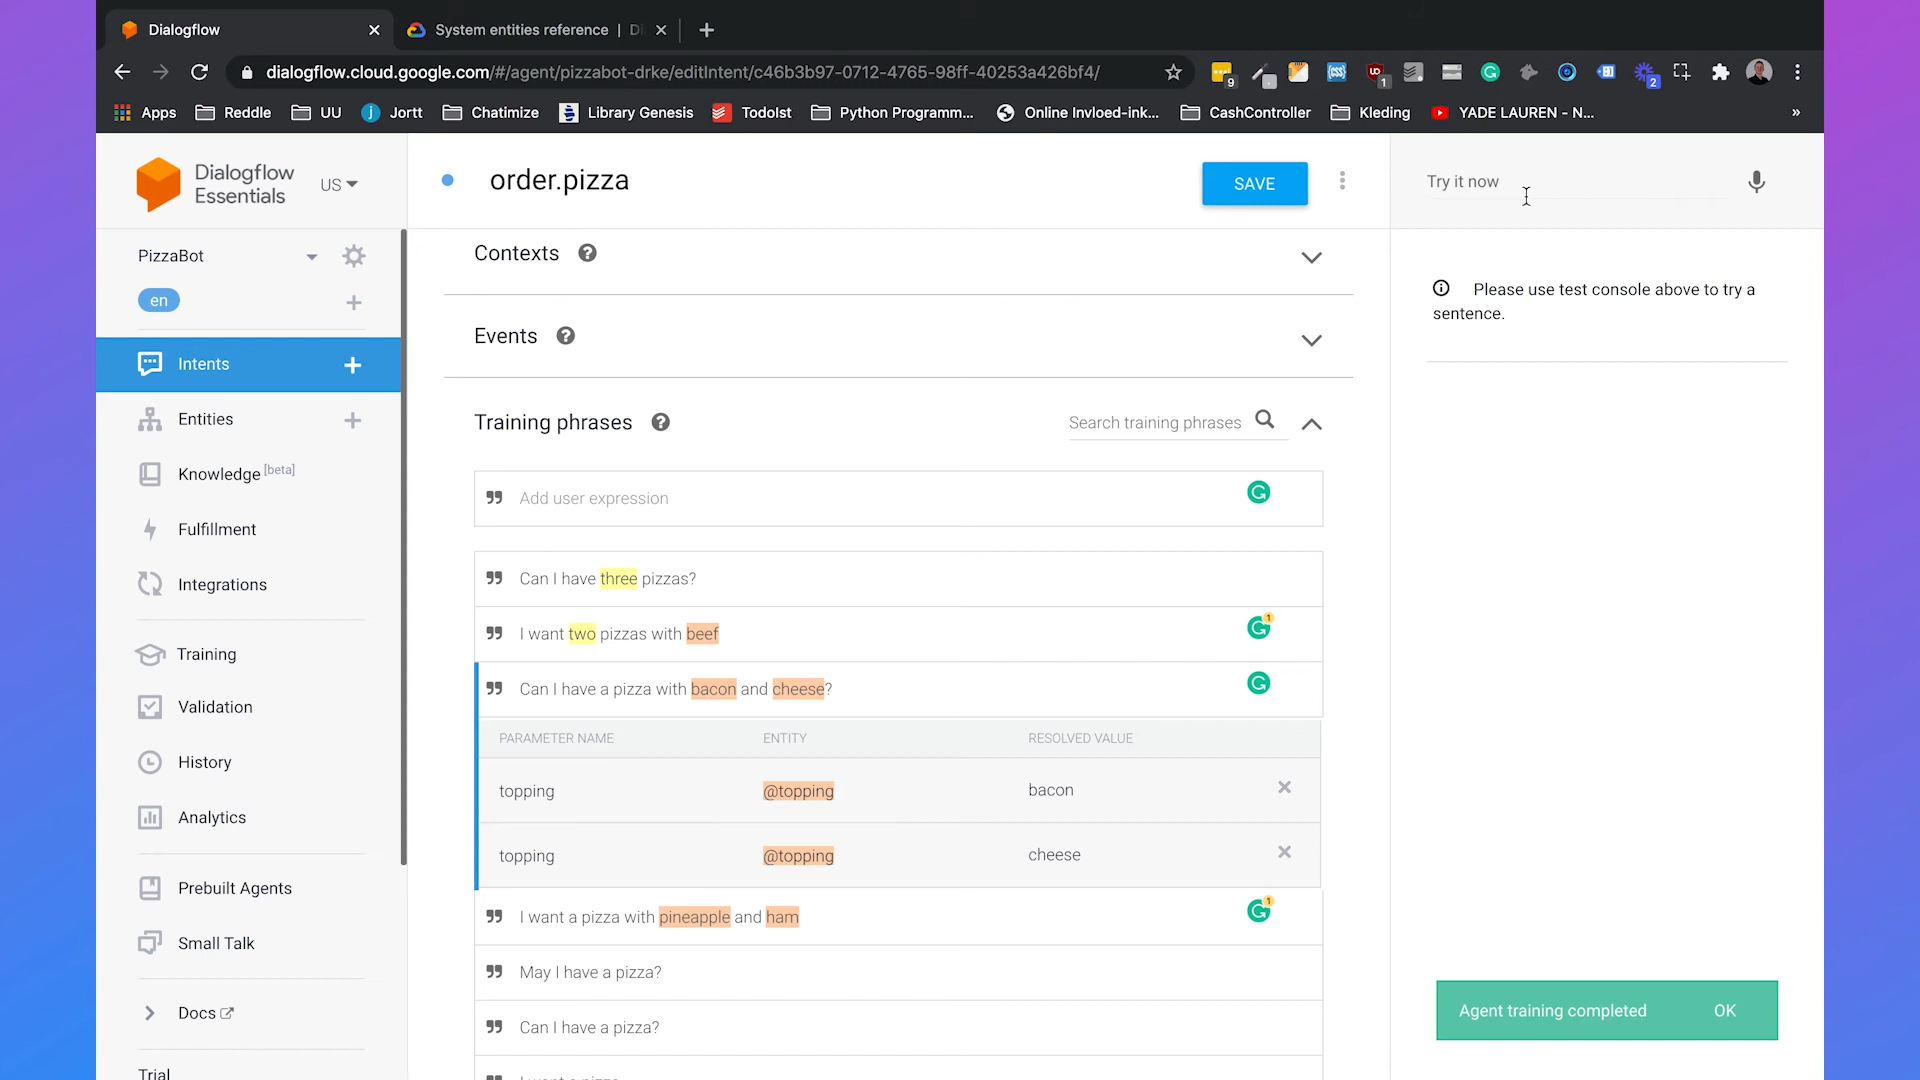 Dialogflow
System entities reference | Di
dialogflow.cloud.google.com/#/agent/pizzabot-drke/editIntent/c46b3b97-0712-4765-98ff-40253a426bf4/
9
1
2
Apps
Reddle
UU
Jortt
Chatimize
Library Genesis
TodoIst
Python Programm...
Online Invloed-ink...
CashController
Kleding
YADE LAUREN - N...
»
Dialogflow
Essentials
US
order.pizza
SAVE
Try it now
PizzaBot
en
Intents
Entities
Knowledge [beta]
Fulfillment
Integrations
Training
Validation
History
Analytics
Prebuilt Agents
Small Talk
Docs
Trial
Contexts
Events
Training phrases
Search training phrases
Add user expression
Can I have three pizzas?
I want two pizzas with beef
1
Can I have a pizza with bacon and cheese?
PARAMETER NAME ENTITY RESOLVED VALUE
topping @topping bacon
topping @topping cheese
I want a pizza with pineapple and ham
1
May I have a pizza?
Can I have a pizza?
Please use test console above to try a
sentence.
Agent training completed OK